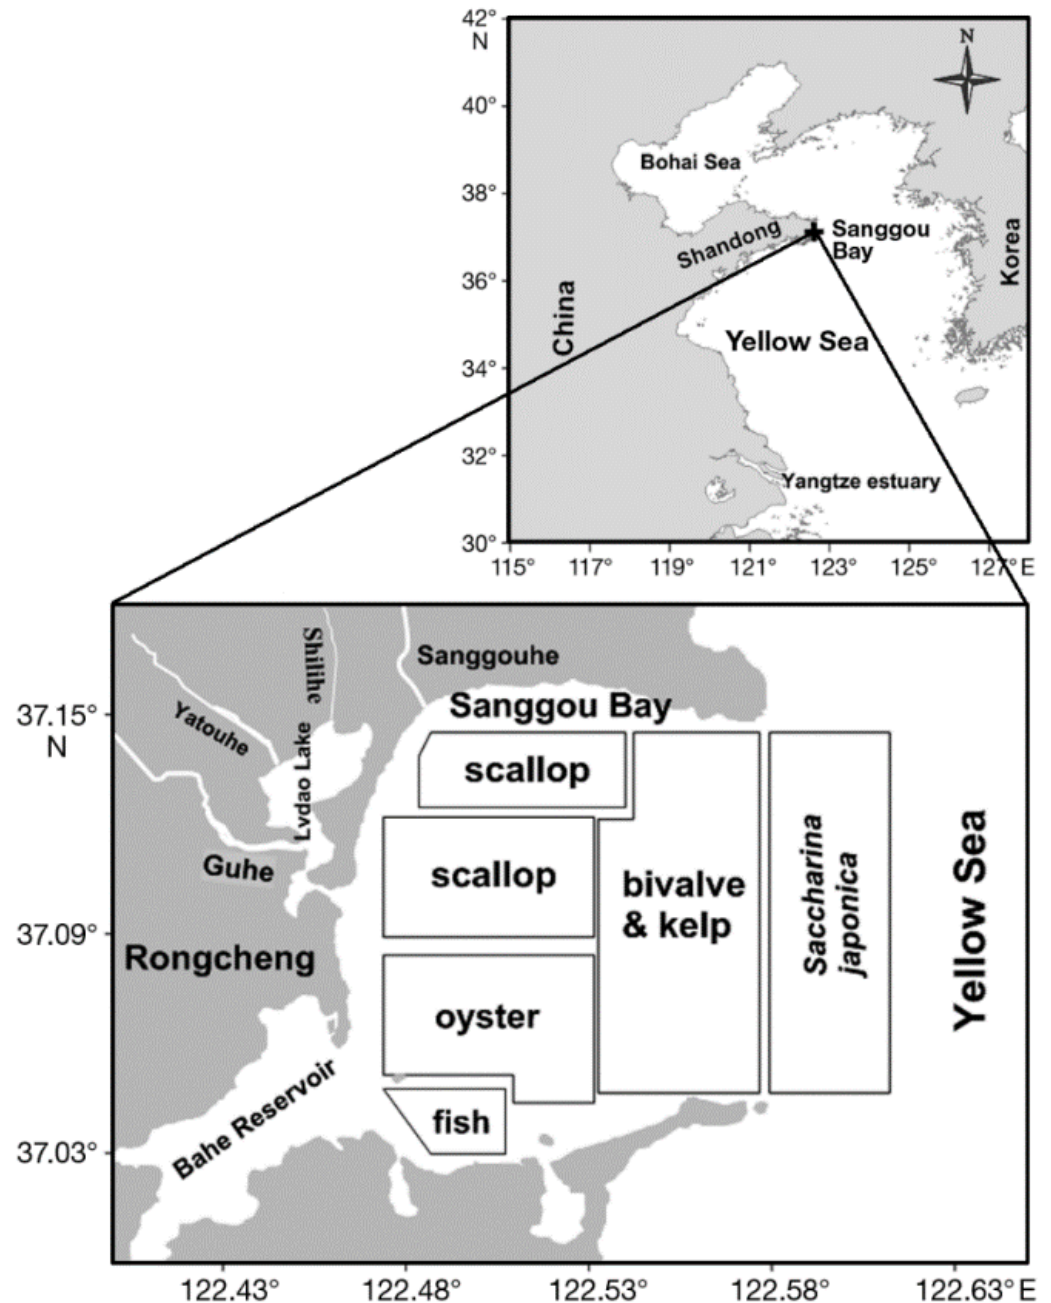 42°
N
N
40°
Bohai Sea
38°
Shandong
Sanggou
Bay
Korea
36°
China
Yellow Sea
34°
32°
Yangtze estuary
30°
115°
117°
119°
121°
123°
125°
127°E
Shilihe
Sanggouhe
37.15°
N
Yatouhe
Sanggou Bay
Lvdao Lake
scallop
Guhe
scallop
bivalve
& kelp
Saccharina
japonica
Yellow Sea
37.09°
Rongcheng
oyster
Bahe Reservoir
fish
37.03°
122.43°
122.48°
122.53°
122.58°
122.63°E